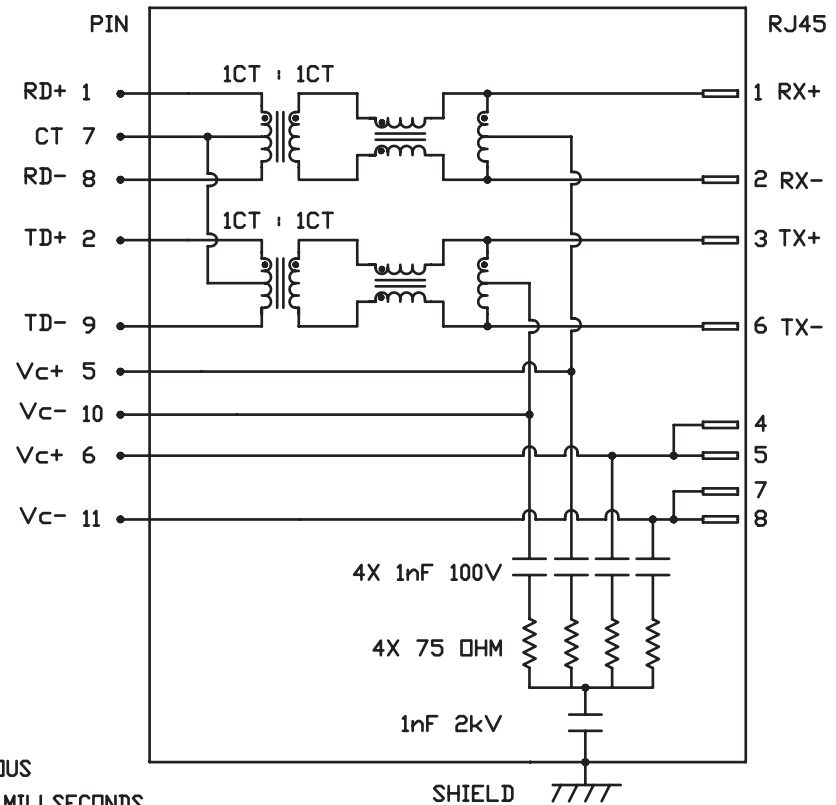 PIN RJ45
1CT : 1CT
RD+ 1 1 RX+
CT 7
RD- 8 2 RX-
1CT : 1CT
TD+ 2 3 TX+
TD- 9 6 TX-
Vc+ 5
Vc- 10
4
Vc+ 6 5
7
Vc- 11 8
4X 1nF 100V
4X 75 OHM
1nF 2kV
SHIELD